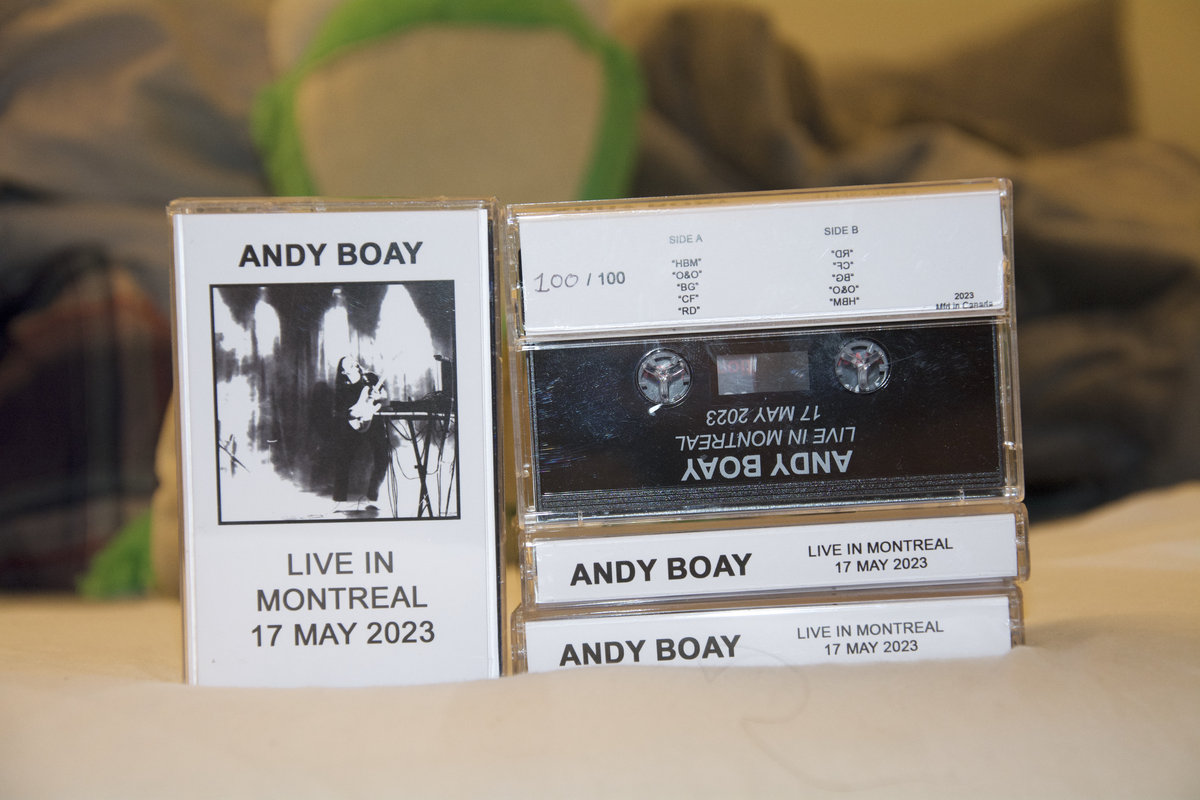 ANDY BOAY
LIVE IN
MONTREAL
17 MAY 2023
100 / 100
SIDE A
"HBM"
"O&O"
"BG"
"CF"
"RD"
SIDE B
"RD"
"CF"
"BG"
"O&O"
"HBM"
2023
Mfd in Canada
ANDY BOAY
LIVE IN MONTREAL
17 MAY 2023
ANDY BOAY
LIVE IN MONTREAL
17 MAY 2023
ANDY BOAY
LIVE IN MONTREAL
17 MAY 2023